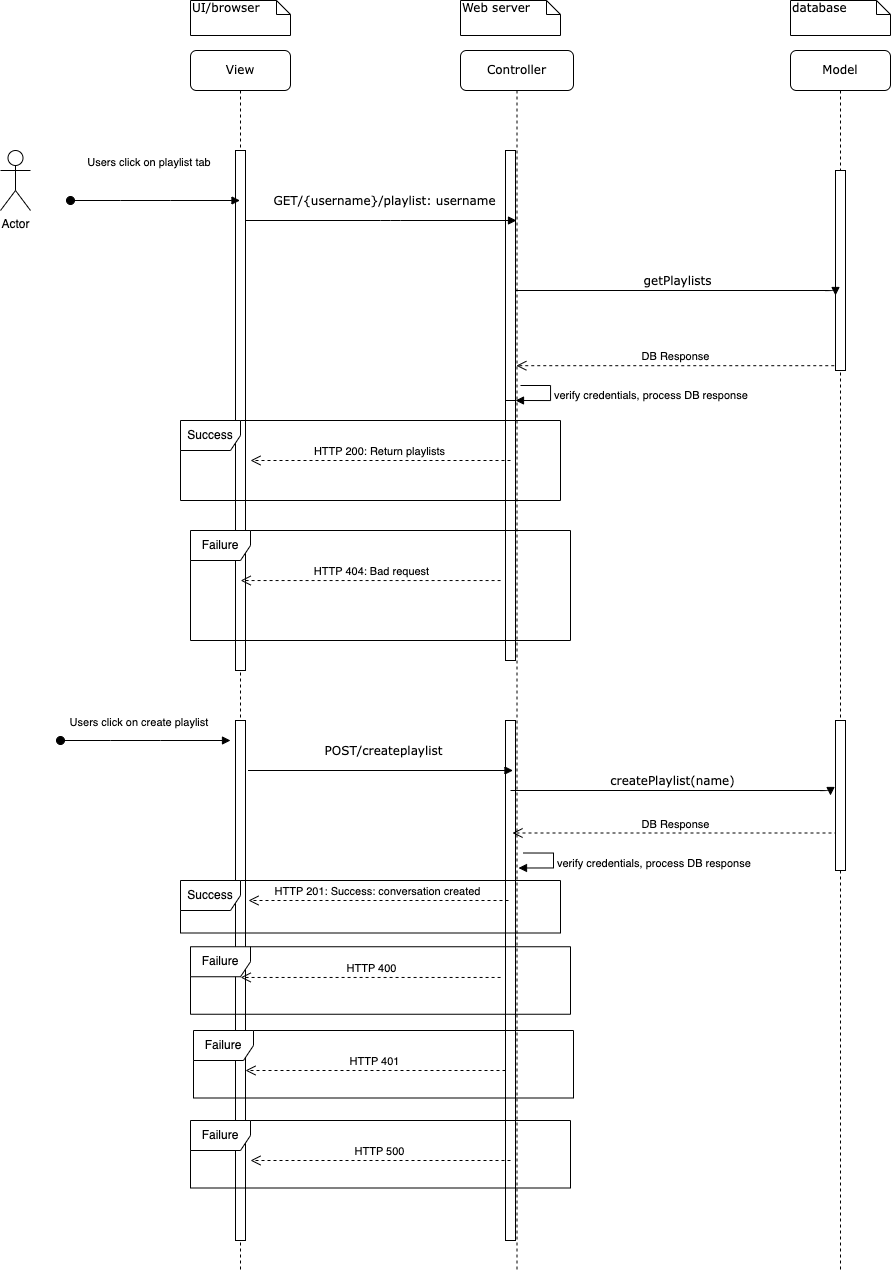 UI/browser
Web server
database
View
Controller
Model
Users click on playlist tab
Actor
GET/{username}/playlist: username
getPlaylists
DB Response
verify credentials, process DB response
Success
HTTP 200: Return playlists
Failure
HTTP 404: Bad request
Users click on create playlist
POST/createplaylist
createPlaylist(name)
DB Response
verify credentials, process DB response
Success
HTTP 201: Success: conversation created
Failure
HTTP 400
Failure
HTTP 401
Failure
HTTP 500